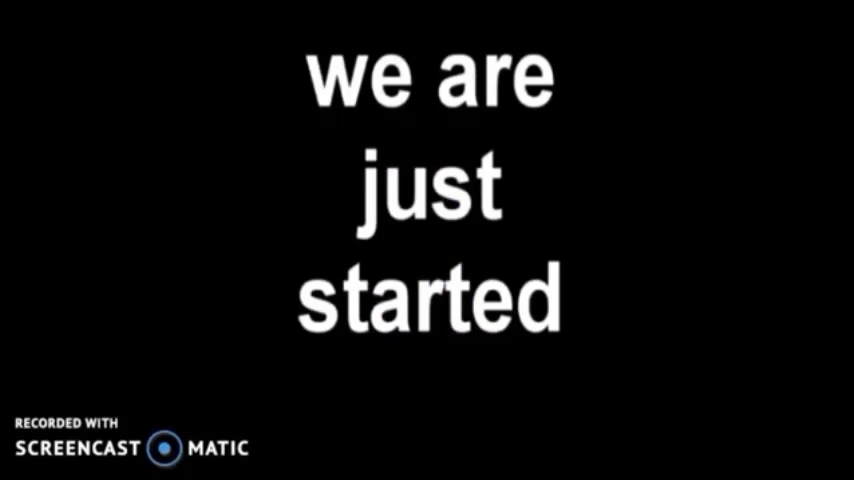 we are
just
started
RECORDED WITH
SCREENCAST MATIC